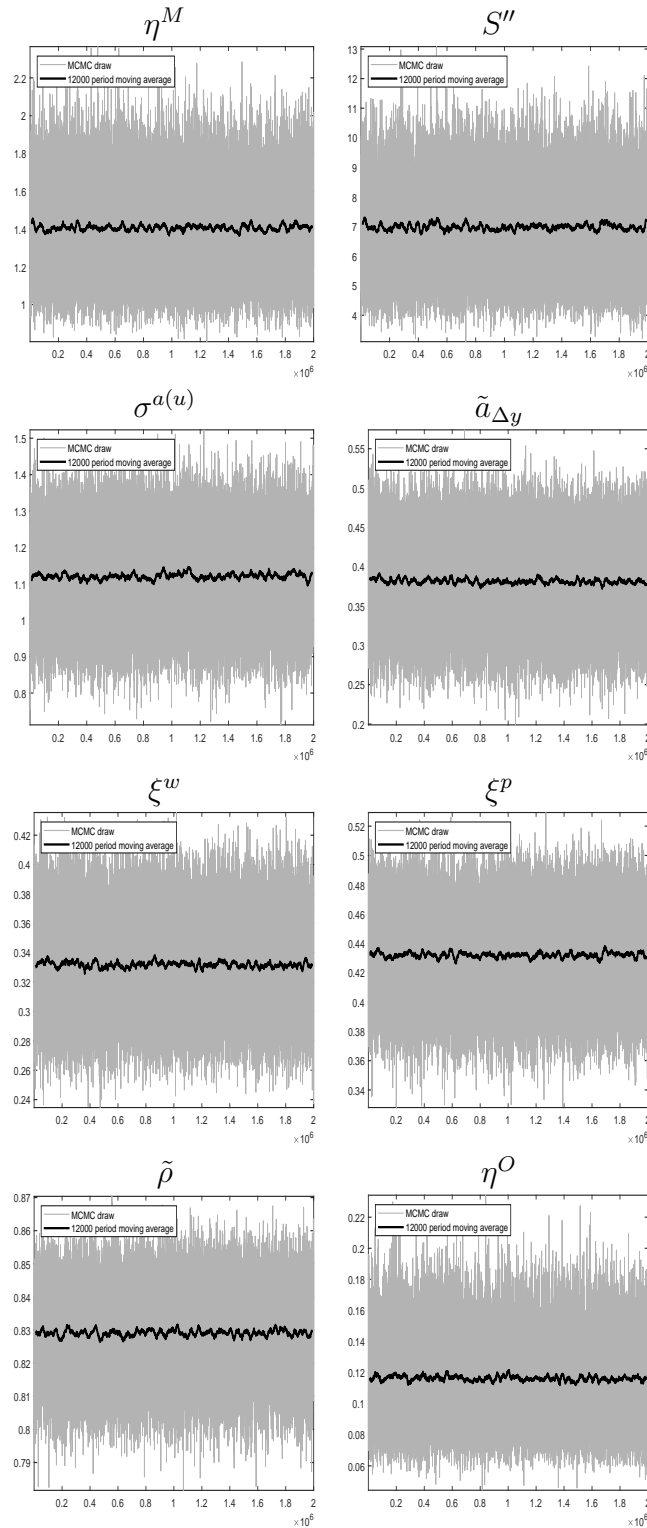 η^M
MCMC draw
12000 period moving average
2.2
2
1.8
1.6
1.4
1.2
1
0.2 0.4 0.6 0.8 1 1.2 1.4 1.6 1.8 2
×10^6
S''
MCMC draw
12000 period moving average
13
12
11
10
9
8
7
6
5
4
0.2 0.4 0.6 0.8 1 1.2 1.4 1.6 1.8 2
×10^6
σ^{a(u)}
MCMC draw
12000 period moving average
1.5
1.4
1.3
1.2
1.1
1
0.9
0.8
0.2 0.4 0.6 0.8 1 1.2 1.4 1.6 1.8 2
×10^6
ã_{Δy}
MCMC draw
12000 period moving average
0.55
0.5
0.45
0.4
0.35
0.3
0.25
0.2
0.2 0.4 0.6 0.8 1 1.2 1.4 1.6 1.8 2
×10^6
ξ^w
MCMC draw
12000 period moving average
0.42
0.4
0.38
0.36
0.34
0.32
0.3
0.28
0.26
0.24
0.2 0.4 0.6 0.8 1 1.2 1.4 1.6 1.8 2
×10^6
ξ^p
MCMC draw
12000 period moving average
0.52
0.5
0.48
0.46
0.44
0.42
0.4
0.38
0.36
0.34
0.2 0.4 0.6 0.8 1 1.2 1.4 1.6 1.8 2
×10^6
ρ̃
MCMC draw
12000 period moving average
0.87
0.86
0.85
0.84
0.83
0.82
0.81
0.8
0.79
0.2 0.4 0.6 0.8 1 1.2 1.4 1.6 1.8 2
×10^6
η^O
MCMC draw
12000 period moving average
0.22
0.2
0.18
0.16
0.14
0.12
0.1
0.08
0.06
0.2 0.4 0.6 0.8 1 1.2 1.4 1.6 1.8 2
×10^6